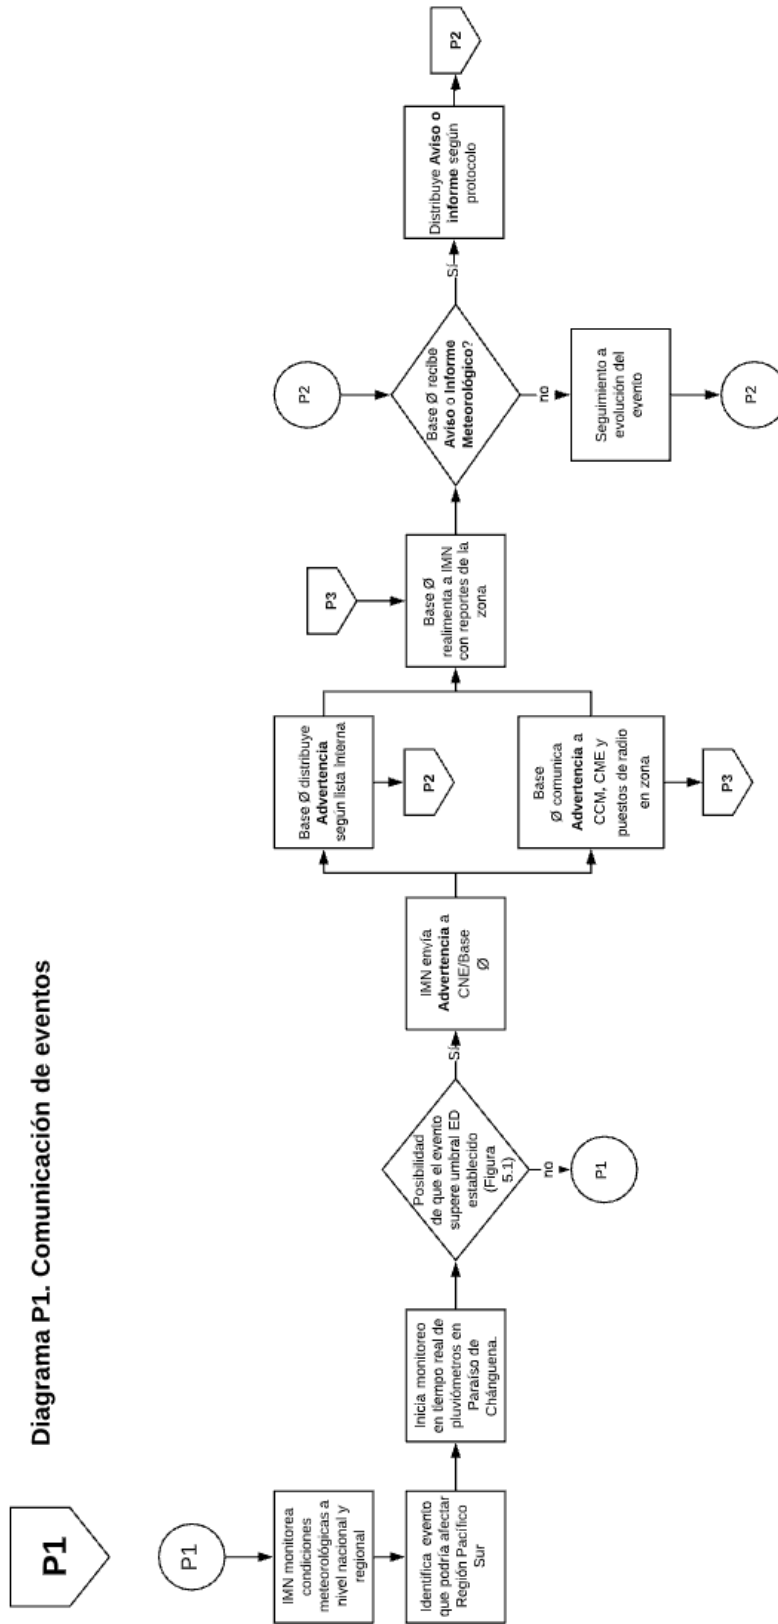 P1
Diagrama P1. Comunicación de eventos
P1
IMN monitorea
condiciones
meteorológicas a
nivel nacional y
regional
Identifica evento
que podría afectar
Región Pacífico
Sur
Inicia monitoreo
en tiempo real de
pluviómetros en
Paraíso de
Chánguena.
Posibilidad
de que el evento
supere umbral ED
establecido
(Figura
5.1)
no
P1
Sí
IMN envía
Advertencia a
CNE/Base
Ø
Base Ø distribuye
Advertencia
según lista interna
P2
Base
Ø comunica
Advertencia a
CCM, CME y
puestos de radio
en zona
P3
P3
Base Ø
realimenta a IMN
con reportes de la
zona
P2
Base Ø recibe
Aviso o Informe
Meteorológico?
no
Seguimiento a
evolución del
evento
P2
Sí
Distribuye Aviso o
informe según
protocolo
P2